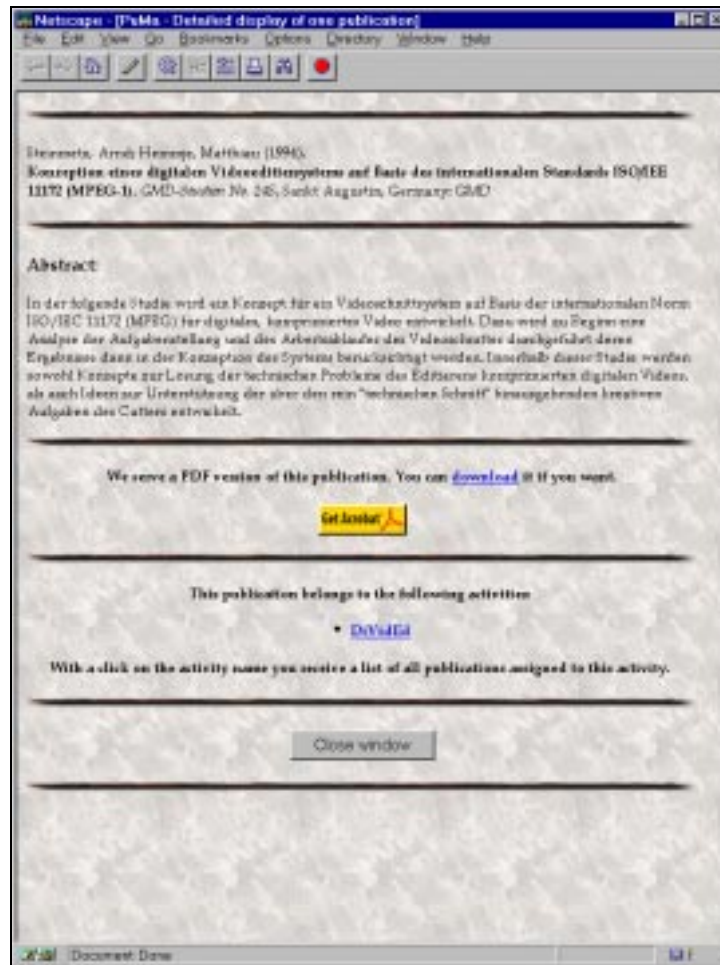 Netscape - [PuMa - Detailed display of one publication]
File Edit View Go Bookmarks Options Directory Window Help
Steinmetz, Arnd; Hemmje, Matthias (1994).
Konzeption eines digitalen Videoeditiersystems auf Basis des internationalen Standards ISO/IEE
11172 (MPEG-1). GMD-Studien Nr. 245, Sankt Augustin, Germany: GMD
Abstract:
In der folgende Studie wird ein Konzept für ein Videoschnittsystem auf Basis der internationalen Norm
ISO/IEC 11172 (MPEG) für digitales, komprimiertes Video entwickelt. Dazu wird zu Beginn eine
Analyse der Aufgabenstellung und des Arbeitsablaufes des Videoschnittes durchgeführt deren
Ergebnisse dann in der Konzeption des Systems berücksichtigt werden. Innerhalb dieser Studie werden
sowohl Konzepte zur Lösung der technischen Probleme des Editierens komprimierten digitalen Videos,
als auch Ideen zur Unterstützung der über den rein "technischen Schnitt" hinausgehenden kreativen
Aufgaben des Cutters entwickelt.
We serve a PDF version of this publication. You can download it if you want.
Get Acrobat
This publication belongs to the following activities
• DiVidEd
With a click on the activity name you receive a list of all publications assigned to this activity.
Close window
Document: Done